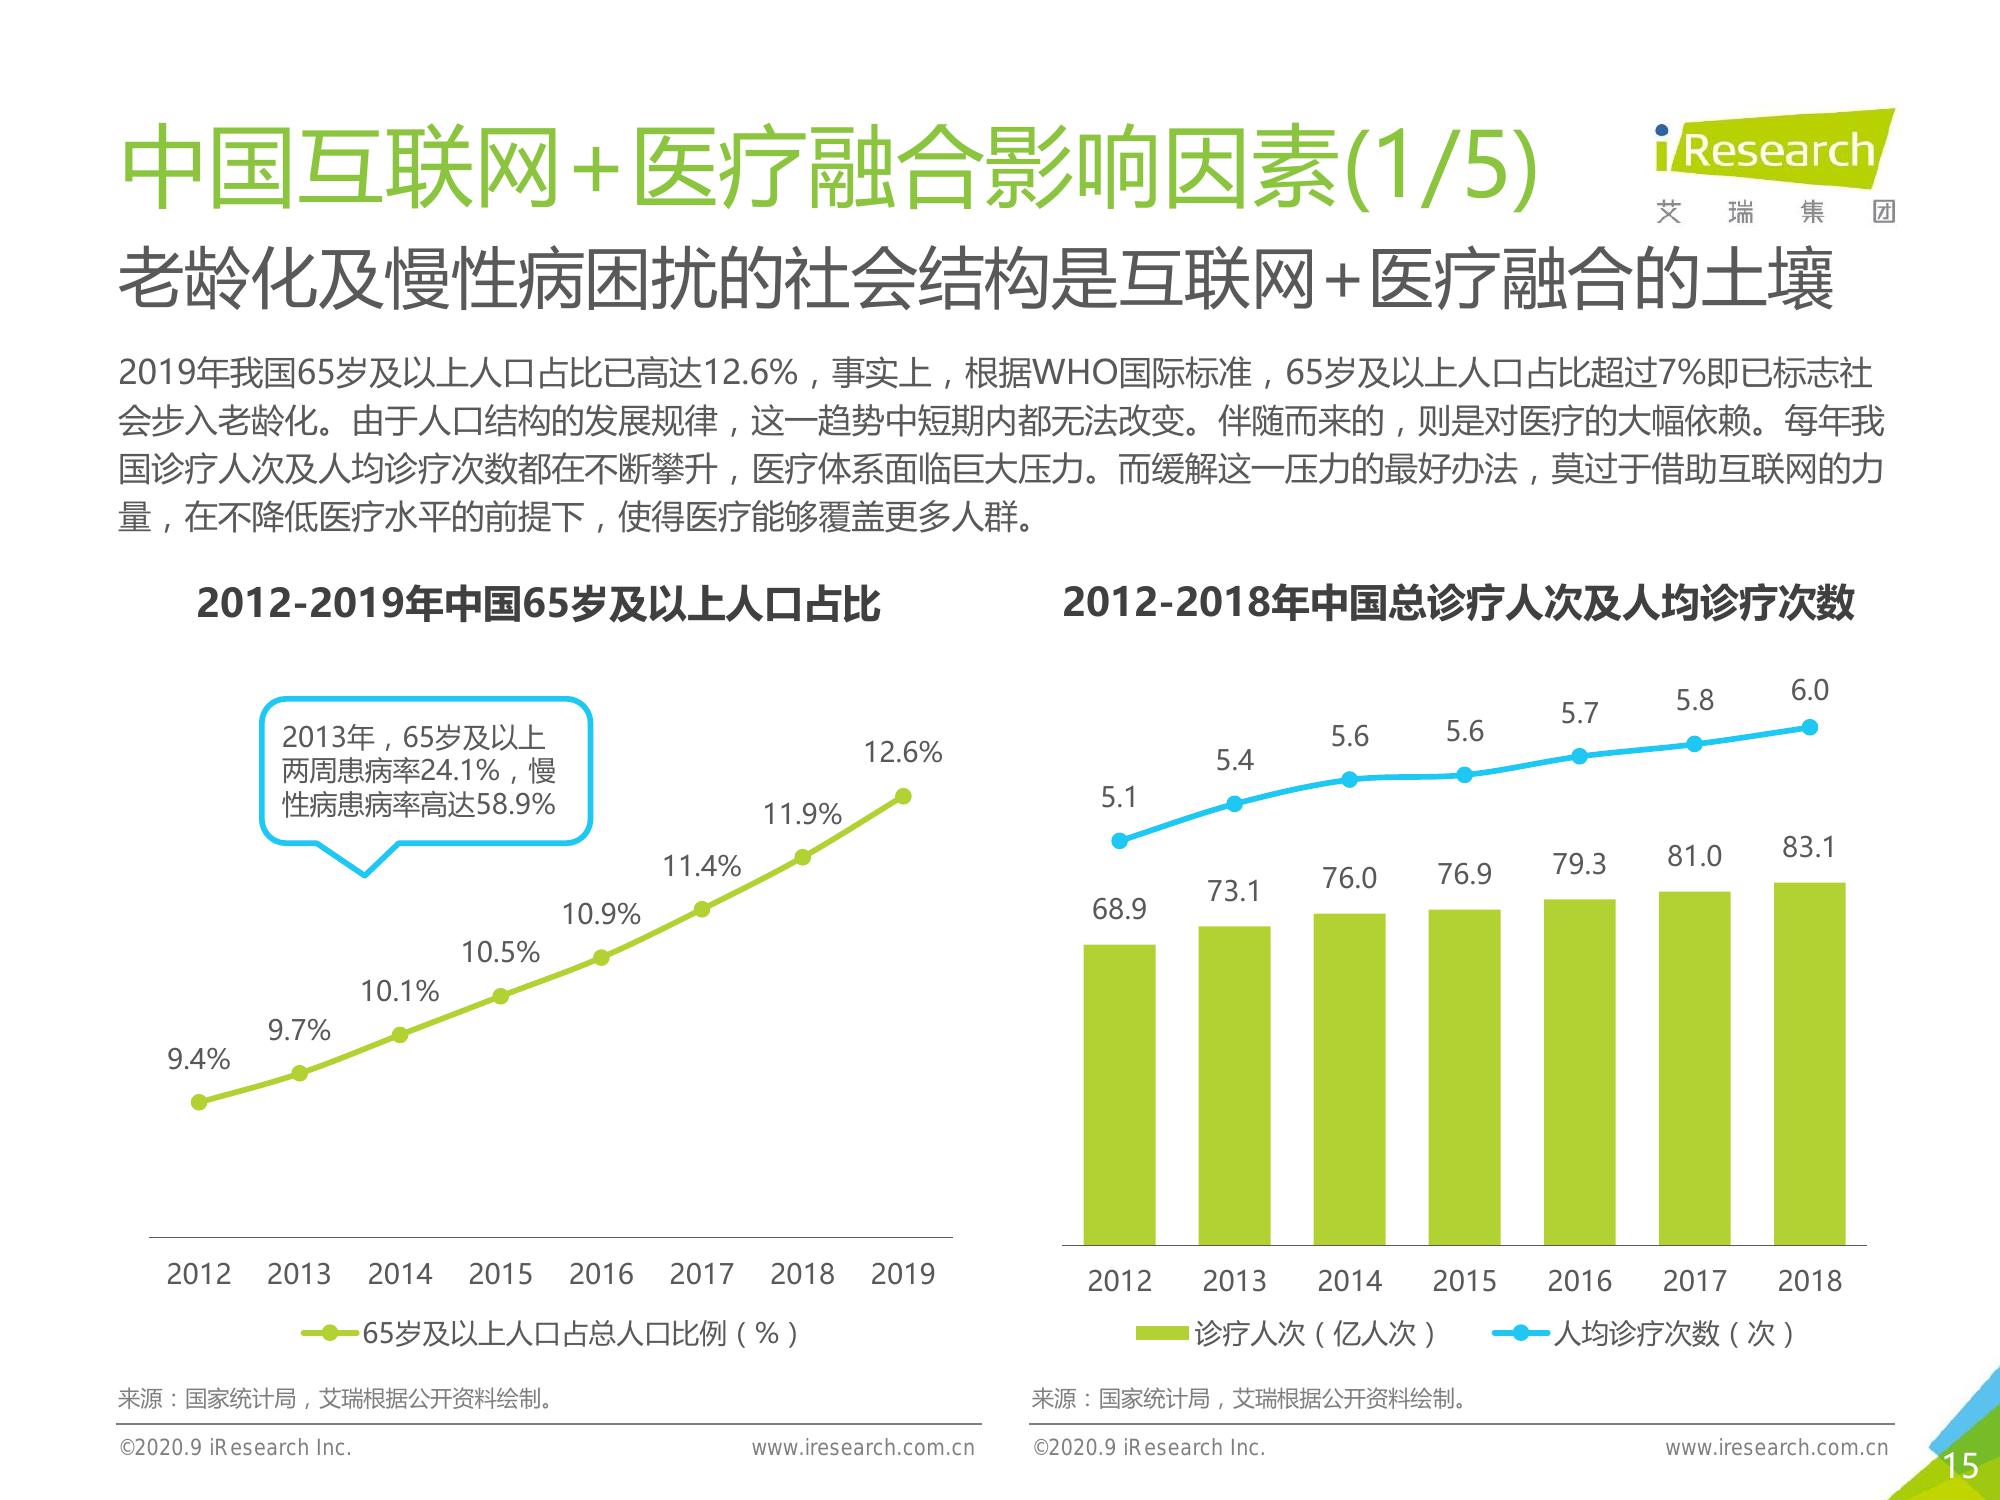 中国互联网+医疗融合影响因素(1/5)
iResearch
艾瑞集团
老龄化及慢性病困扰的社会结构是互联网+医疗融合的土壤
2019年我国65岁及以上人口占比已高达12.6%，事实上，根据WHO国际标准，65岁及以上人口占比超过7%即已标志社
会步入老龄化。由于人口结构的发展规律，这一趋势中短期内都无法改变。伴随而来的，则是对医疗的大幅依赖。每年我
国诊疗人次及人均诊疗次数都在不断攀升，医疗体系面临巨大压力。而缓解这一压力的最好办法，莫过于借助互联网的力
量，在不降低医疗水平的前提下，使得医疗能够覆盖更多人群。
2012-2019年中国65岁及以上人口占比
2013年，65岁及以上
两周患病率24.1%，慢
性病患病率高达58.9%
9.4%
9.7%
10.1%
10.5%
10.9%
11.4%
11.9%
12.6%
2012 2013 2014 2015 2016 2017 2018 2019
65岁及以上人口占总人口比例（%）
来源：国家统计局，艾瑞根据公开资料绘制。
©2020.9 iResearch Inc. www.iresearch.com.cn
2012-2018年中国总诊疗人次及人均诊疗次数
5.1 5.4 5.6 5.6 5.7 5.8 6.0
68.9 73.1 76.0 76.9 79.3 81.0 83.1
2012 2013 2014 2015 2016 2017 2018
诊疗人次（亿人次） 人均诊疗次数（次）
来源：国家统计局，艾瑞根据公开资料绘制。
©2020.9 iResearch Inc. www.iresearch.com.cn
15